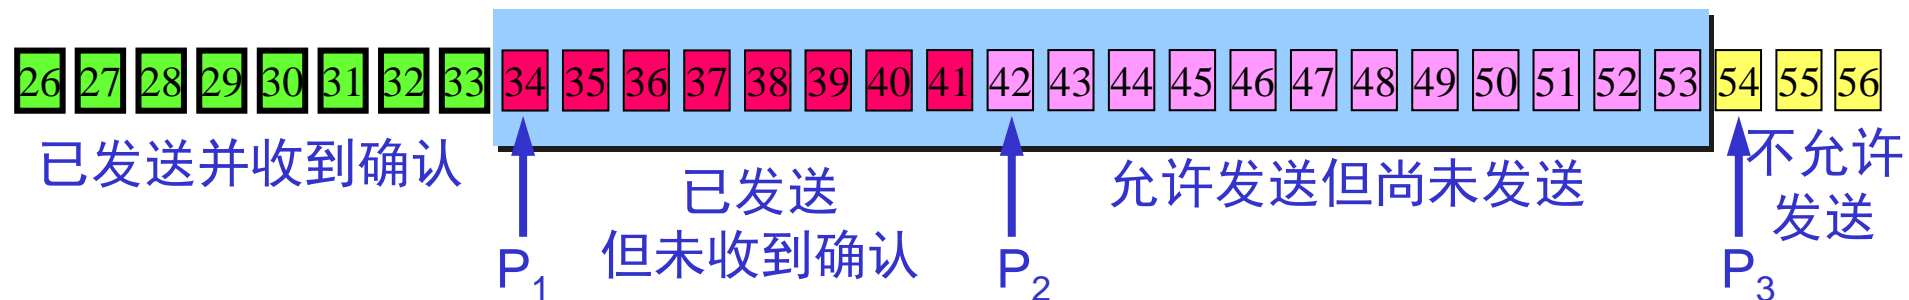 26 27 28 29 30 31 32 33 34 35 36 37 38 39 40 41 42 43 44 45 46 47 48 49 50 51 52 53 54 55 56
已发送并收到确认
已发送
但未收到确认
允许发送但尚未发送
不允许
发送
P1
P2
P3